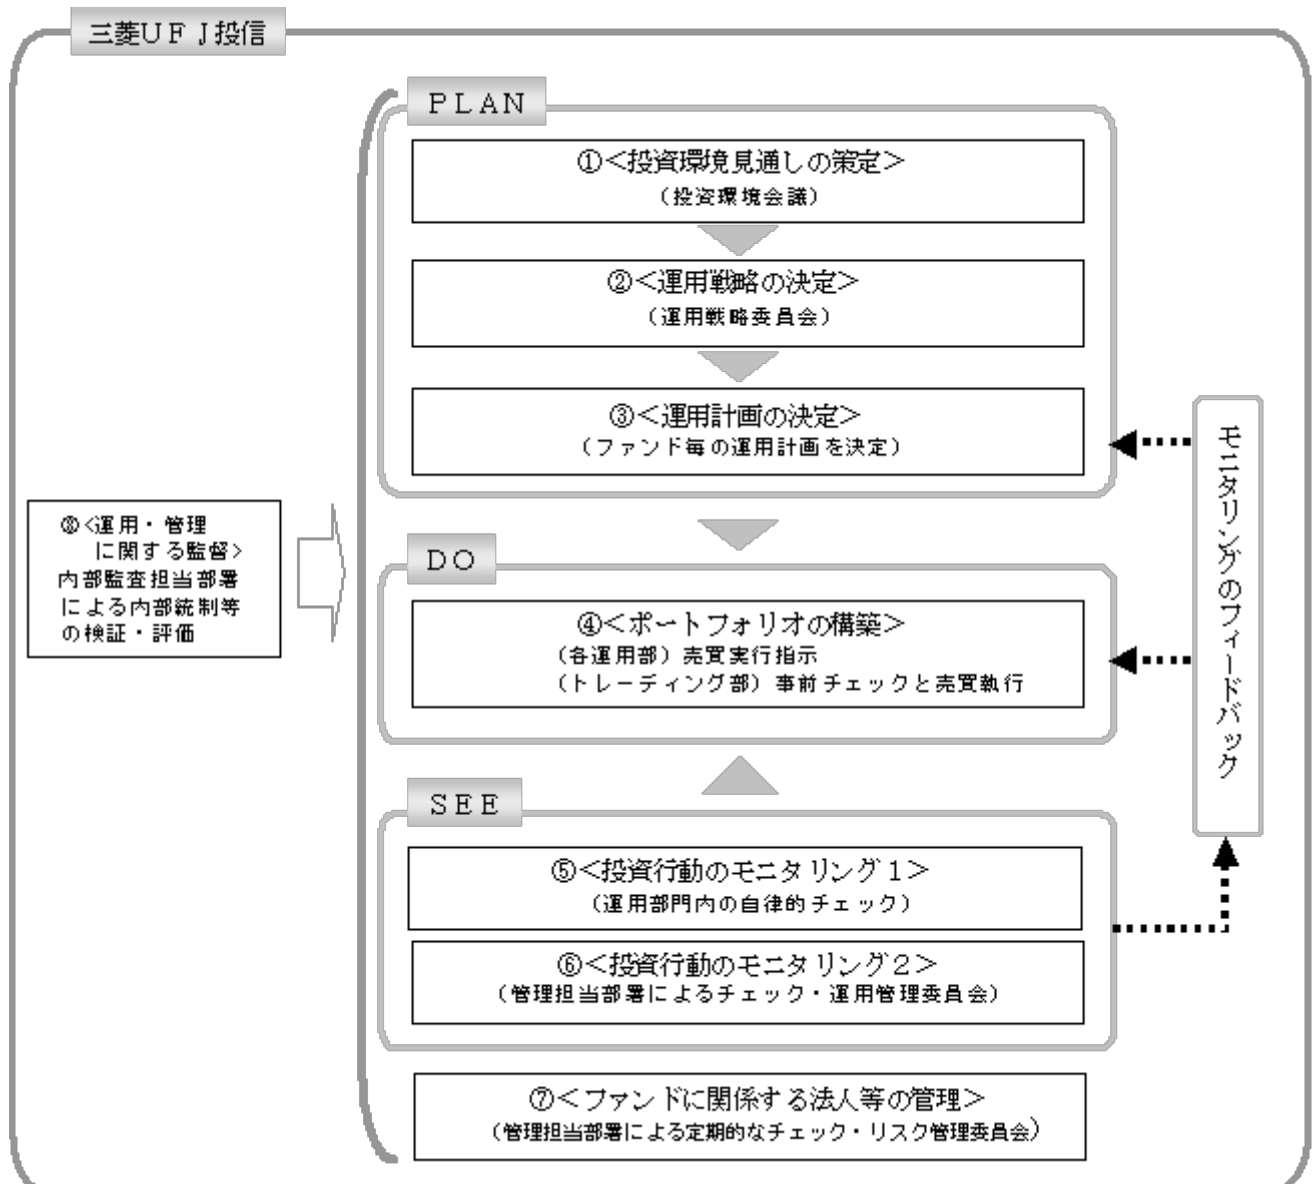 三菱ＵＦＪ投信
ＰＬＡＮ
①＜投資環境見通しの策定＞
（投資環境会議）
②＜運用戦略の決定＞
（運用戦略委員会）
③＜運用計画の決定＞
（ファンド毎の運用計画を決定）
⑧＜運用・管理
に関する監督＞
内部監査担当部署
による内部統制等
の検証・評価
ＤＯ
④＜ポートフォリオの構築＞
（各運用部）売買実行指示
（トレーディング部）事前チェックと売買執行
モニタリングのフィードバック
ＳＥＥ
⑤＜投資行動のモニタリング１＞
（運用部門内の自律的チェック）
⑥＜投資行動のモニタリング２＞
（管理担当部署によるチェック・運用管理委員会）
⑦＜ファンドに関係する法人等の管理＞
（管理担当部署による定期的なチェック・リスク管理委員会）